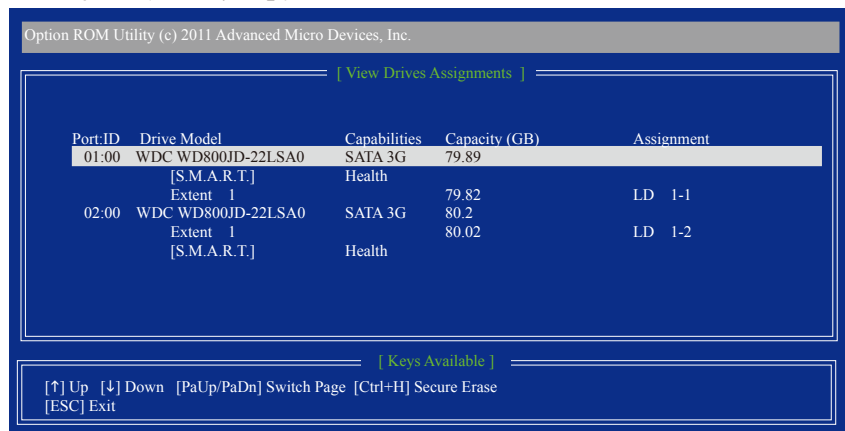 Option ROM Utility (c) 2011 Advanced Micro Devices, Inc.
[ View Drives Assignments ]
Port:ID Drive Model Capabilities Capacity (GB) Assignment
01:00 WDC WD800JD-22LSA0 SATA 3G 79.89
[S.M.A.R.T.] Health
Extent 1 79.82 LD 1-1
02:00 WDC WD800JD-22LSA0 SATA 3G 80.2
Extent 1 80.02 LD 1-2
[S.M.A.R.T.] Health
[ Keys Available ]
[↑] Up [↓] Down [PaUp/PaDn] Switch Page [Ctrl+H] Secure Erase
[ESC] Exit